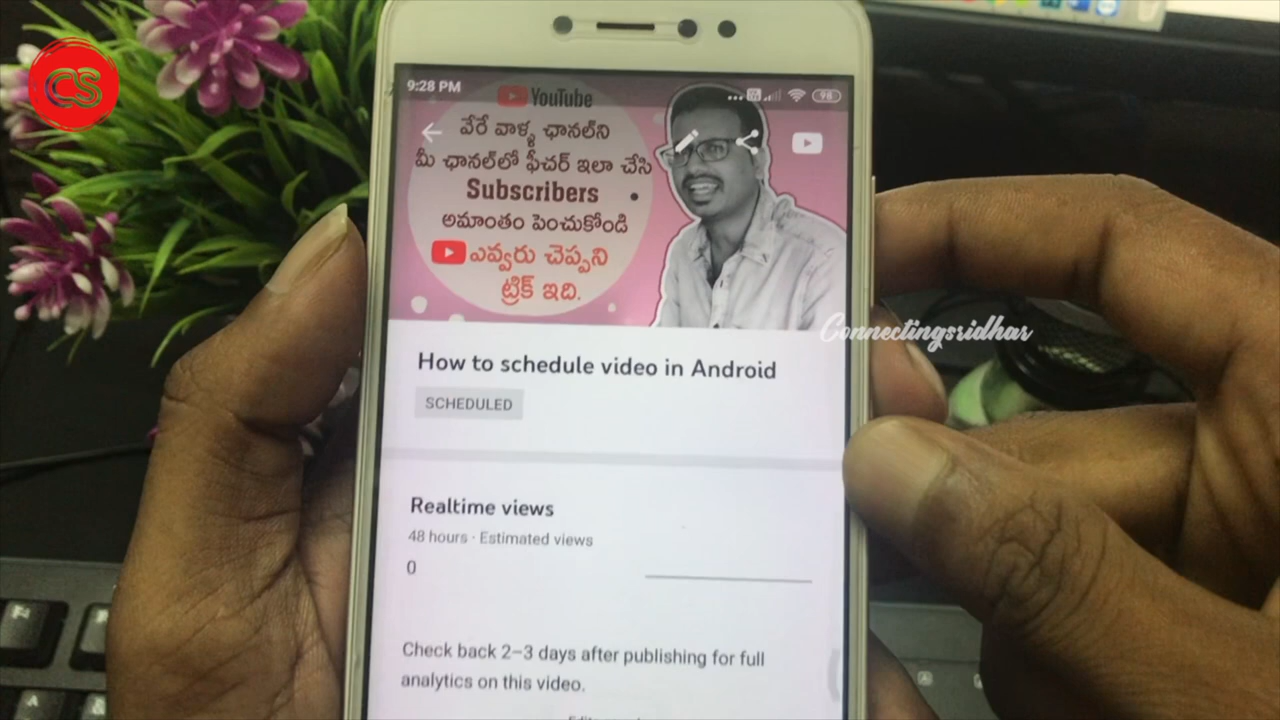 CS
9:28 PM
98
YouTube
వేరే వాళ్ళ ఛానల్‌ని
మీ ఛానల్‌లో ఫీచర్ ఇలా చేసి
Subscribers
అమాంతం పెంచుకోండి
ఎవ్వరు చెప్పని
ట్రిక్ ఇది.
Connectingsridhar
How to schedule video in Android
SCHEDULED
Realtime views
48 hours · Estimated views
0
Check back 2–3 days after publishing for full
analytics on this video.